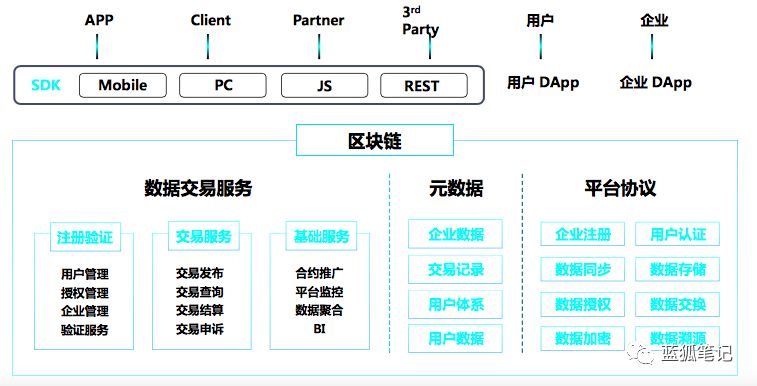 APP
Client
Partner
3rd
Party
用户
企业
SDK
Mobile
PC
JS
REST
用户 DApp
企业 DApp
区块链
数据交易服务
元数据
平台协议
注册验证
用户管理
授权管理
企业管理
验证服务
交易服务
交易发布
交易查询
交易结算
交易申诉
基础服务
合约推广
平台监控
数据聚合
BI
企业数据
交易记录
用户体系
用户数据
企业注册
用户认证
数据同步
数据存储
数据授权
数据交换
数据加密
数据溯源
蓝狐笔记